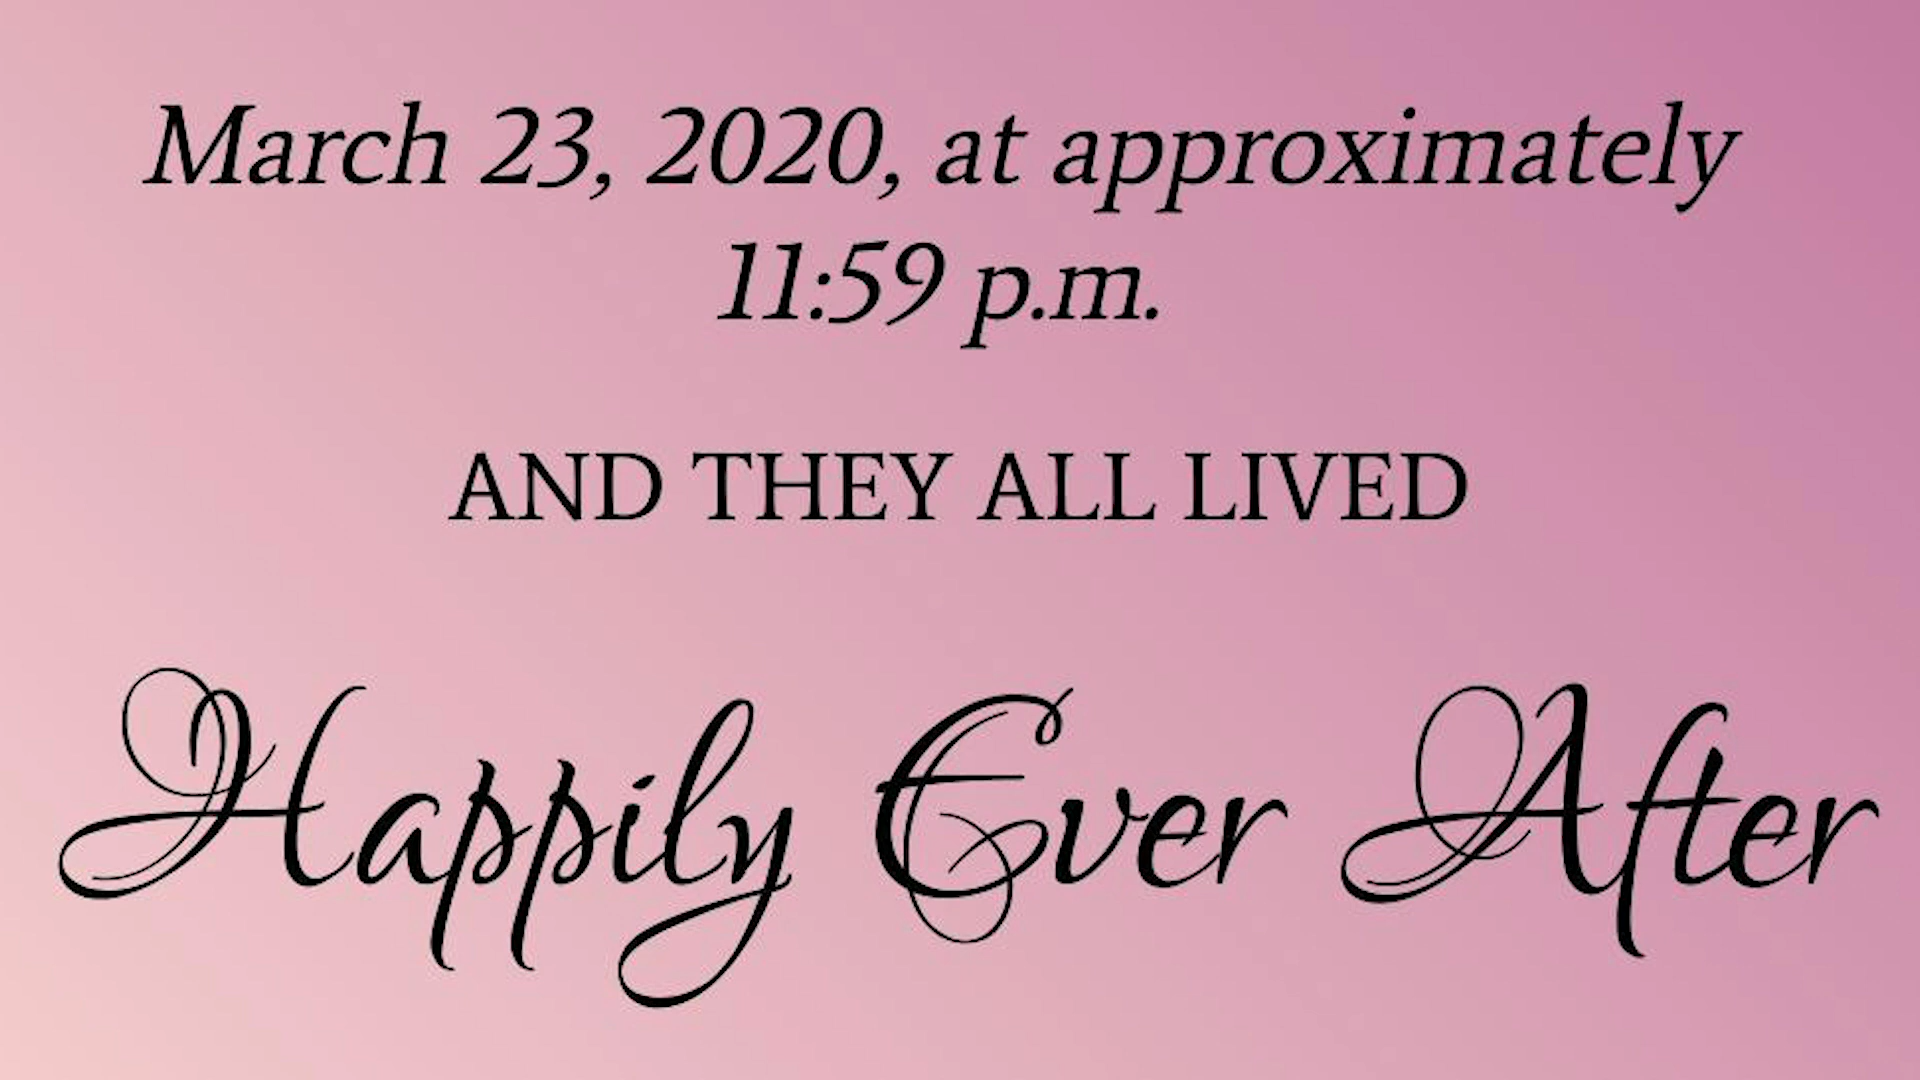 March 23, 2020, at approximately
11:59 p.m.
AND THEY ALL LIVED
Happily Ever After